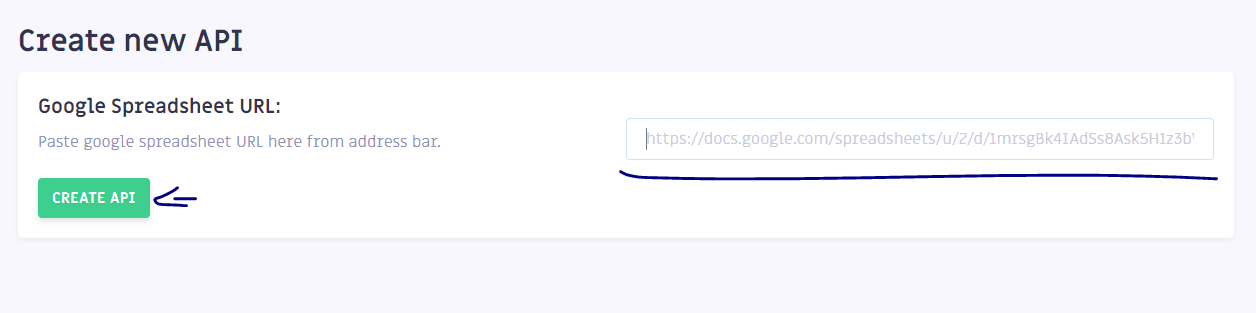 Create new API
Google Spreadsheet URL:
Paste google spreadsheet URL here from address bar.
https://docs.google.com/spreadsheets/u/2/d/1mrsgBk4IAdSs8Ask5H1z3b
CREATE API